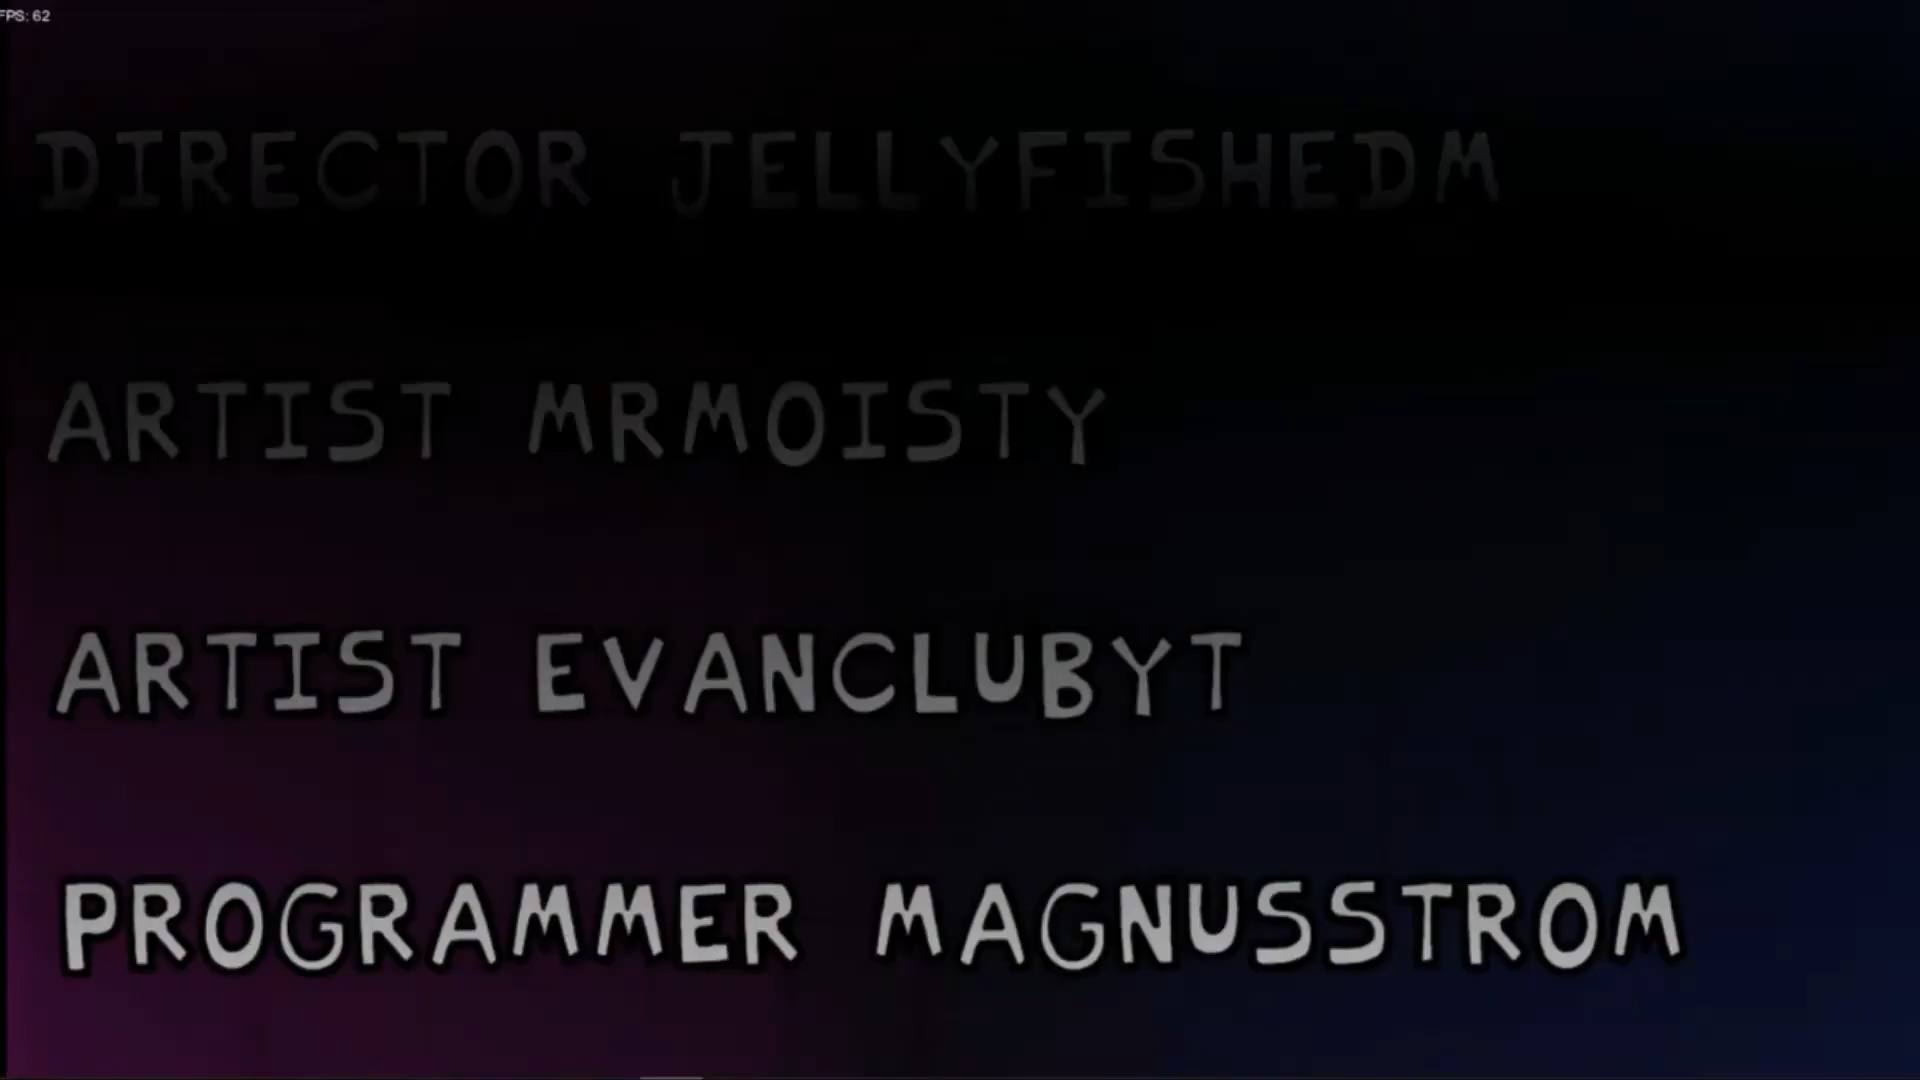 FPS: 62
DIRECTOR JELLYFISHEDM
ARTIST MRMOISTY
ARTIST EVANCLUBYT
PROGRAMMER MAGNUSSTROM